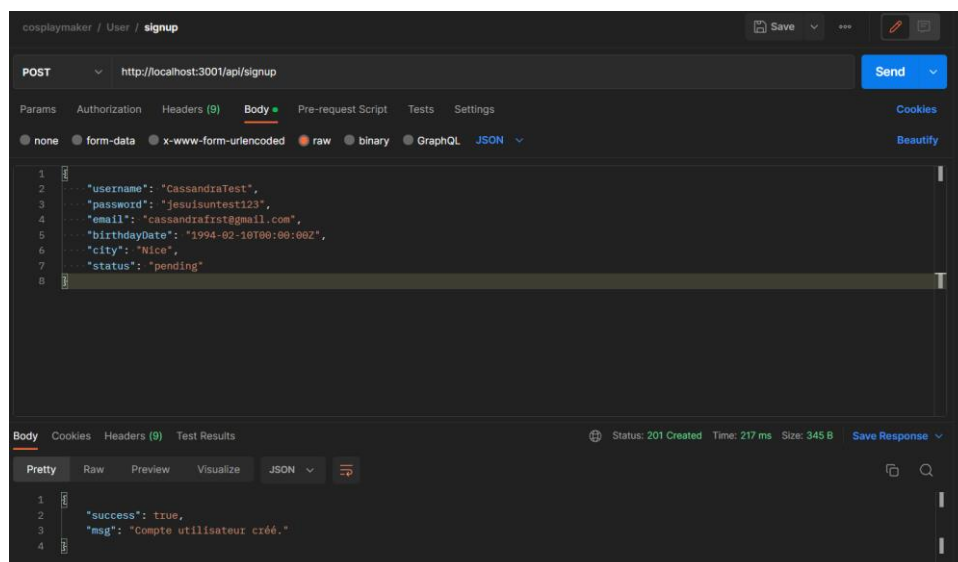 cosplaymaker / User / signup Save
POST http://localhost:3001/api/signup Send
Params Authorization Headers (9) Body Pre-request Script Tests Settings Cookies
none form-data x-www-form-urlencoded raw binary GraphQL JSON Beautify
1 {
2 "username": "CassandraTest",
3 "password": "jesuisuntest123",
4 "email": "cassandrafrst@gmail.com",
5 "birthdayDate": "1994-02-10T00:00:00Z",
6 "city": "Nice",
7 "status": "pending"
8 }
Body Cookies Headers (9) Test Results Status: 201 Created Time: 217 ms Size: 345 B Save Response
Pretty Raw Preview Visualize JSON
1 {
2 "success": true,
3 "msg": "Compte utilisateur créé."
4 }